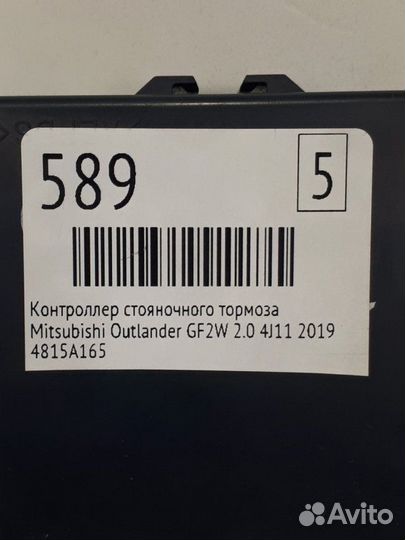 589
5
Контроллер стояночного тормоза
Mitsubishi Outlander GF2W 2.0 4J11 2019
4815A165
Avito